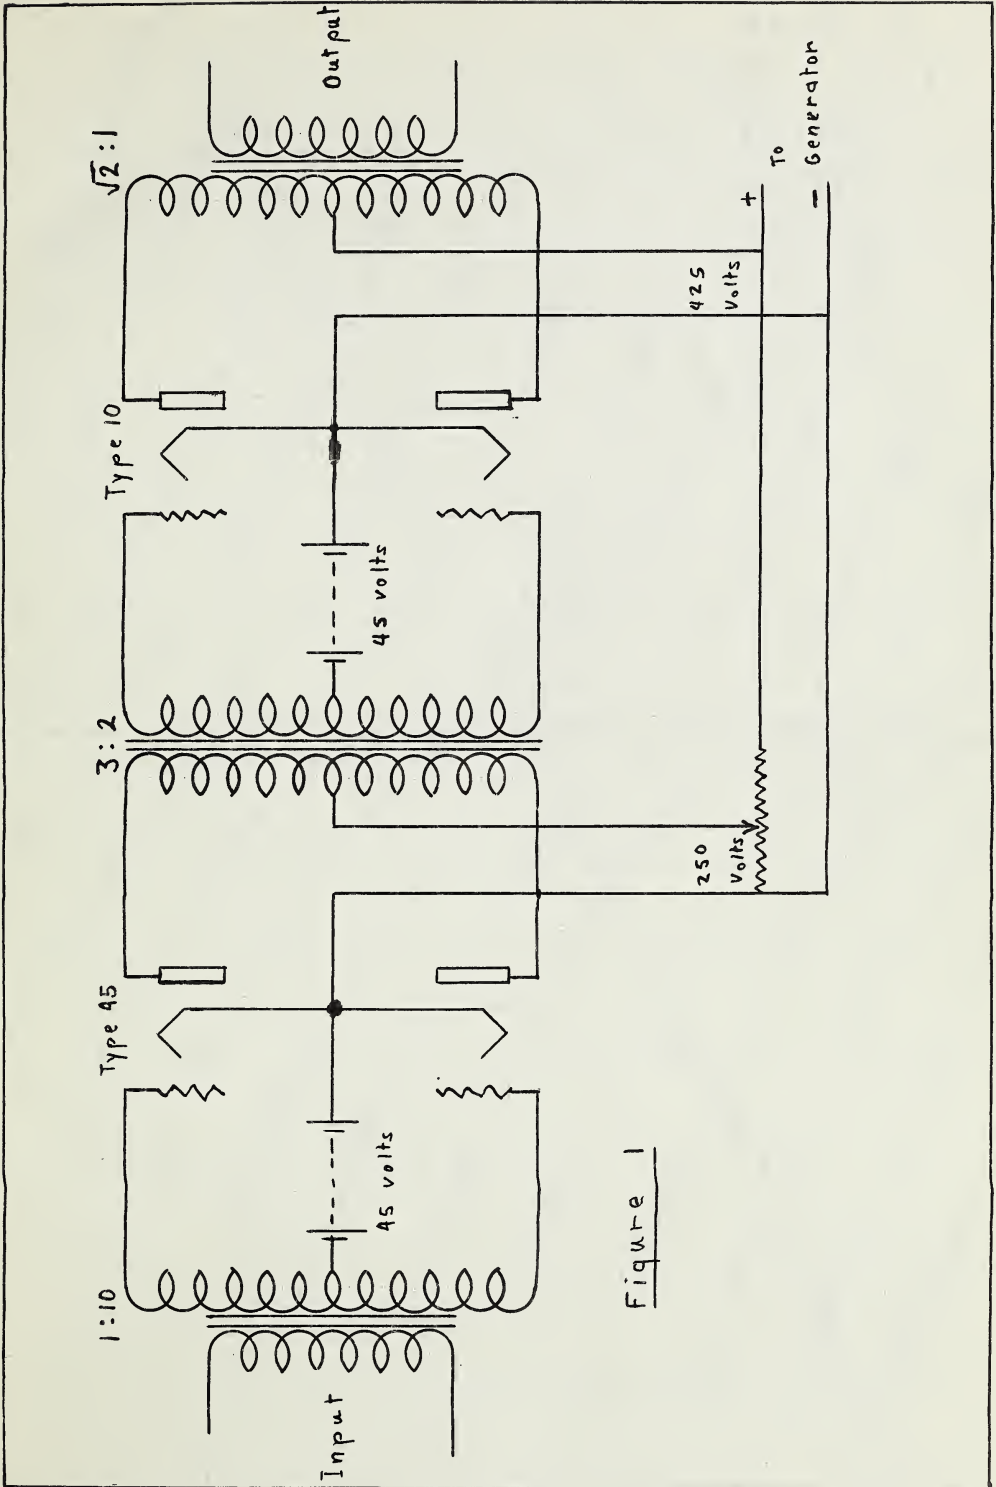 Input
1:10
45 volts
Type 45
3:2
250
Volts
45 volts
Type 10
√2:1
425
Volts
Output
+
-
To
Generator
Figure 1